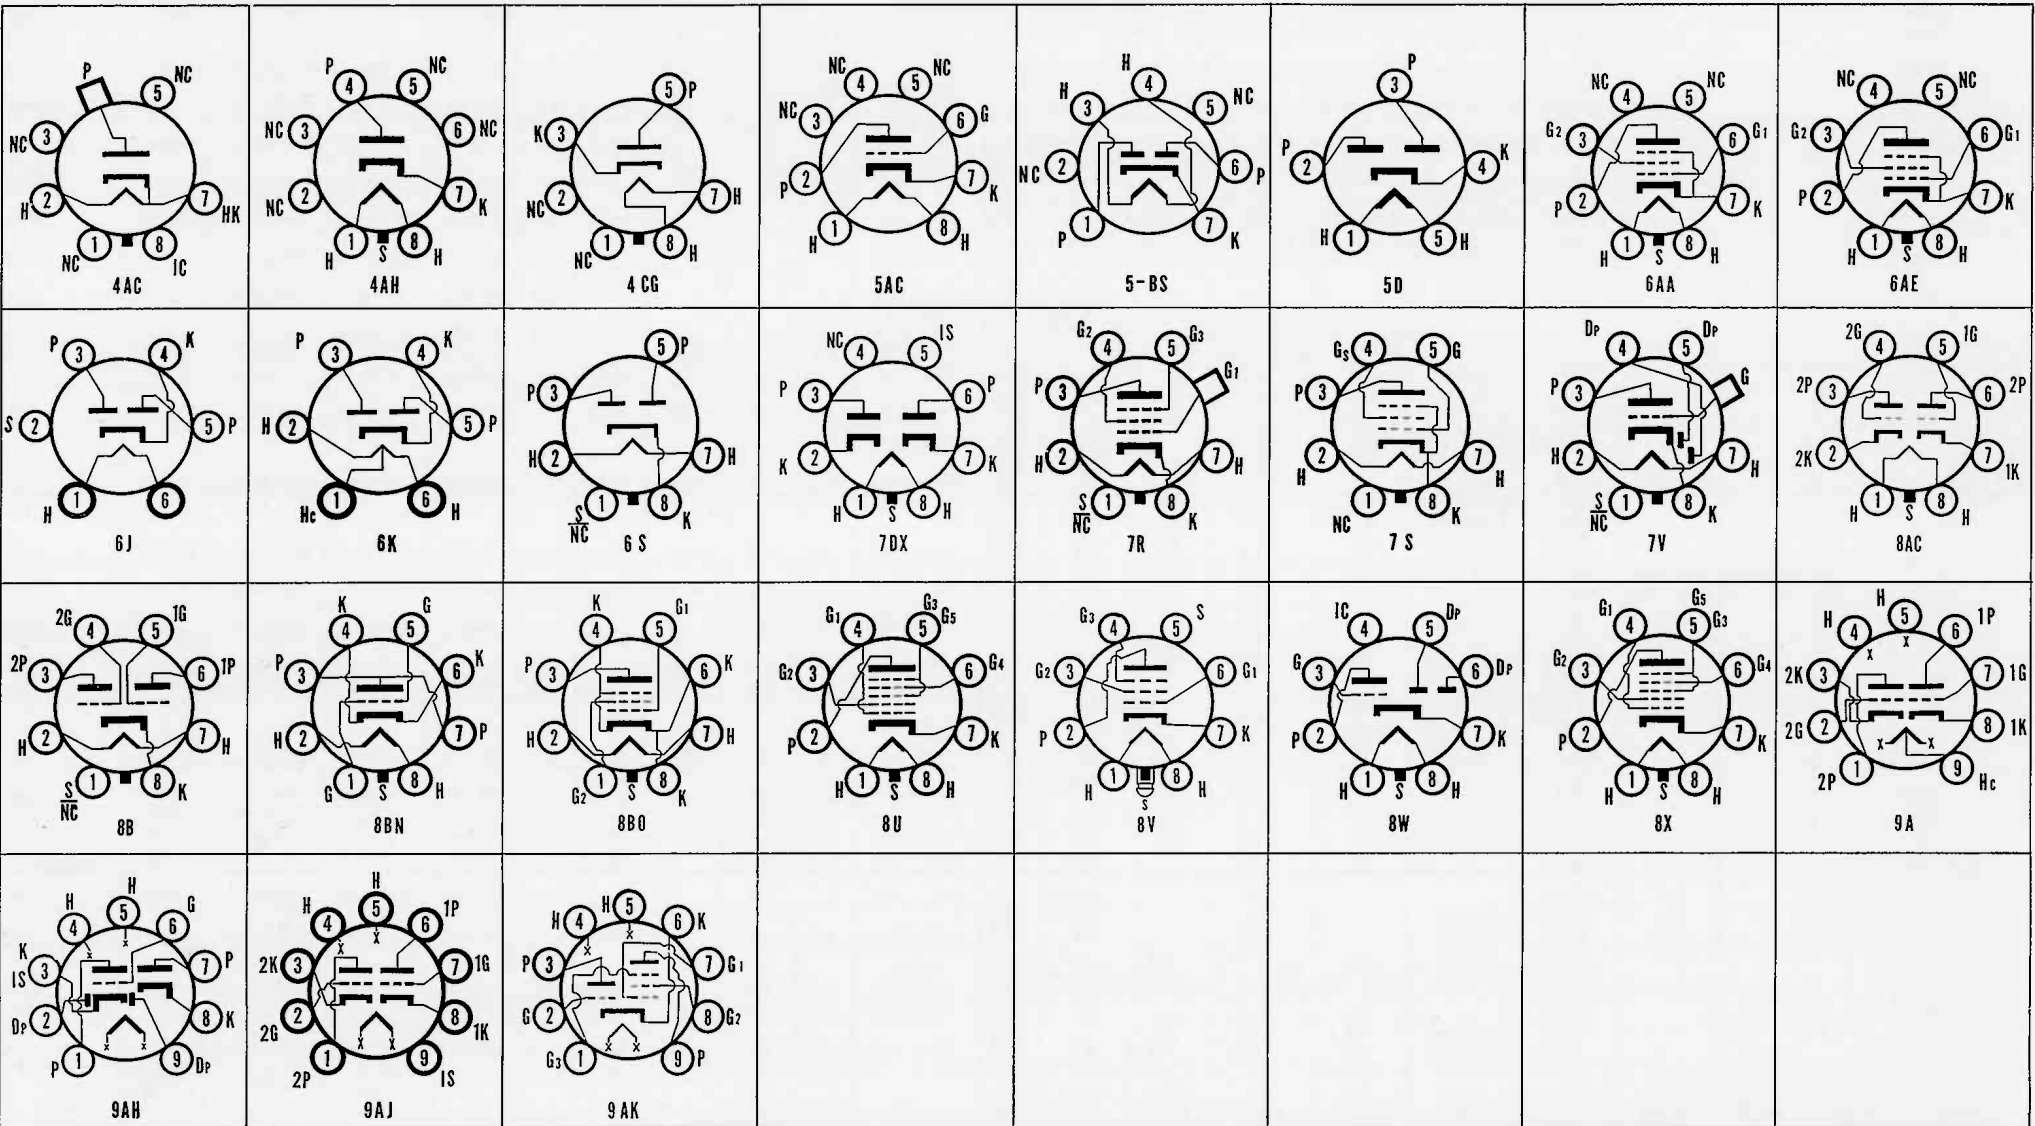 P 5 NC
NC 3
H 2 7 HK
NC 1 8 IC
4AC
P 4 5 NC
NC 3 6 NC
NC 2 7 K
H 1 S 8 H
4AH
5 P
K 3
NC 2 7 H
NC 1 8 H
4CG
NC 4 5 NC
NC 3 6 G
P 2 7 K
H 1 8 H
5AC
H 4
H 3 5 NC
NC 2 6 P
P 1 7 K
5-BS
P
3
P 2 4 K
H 1 5 H
5D
NC 4 5 NC
G2 3 6 G1
P 2 7 K
H 1 S 8 H
6AA
NC 4 5 NC
G2 3 6 G1
P 2 7 K
H 1 S 8 H
6AE
P 3 4 K
S 2 5 P
H 1 6
6J
P 3 4 K
H 2 5 P
Hc 1 6 H
6K
5 P
P 3
H 2 7 H
S/NC 1 8 K
6S
NC 4 5 IS
P 3 6 P
K 2 7 K
H 1 S 8 H
7DX
G2 4 5 G3
P 3 G1
H 2 7 H
S/NC 1 8 K
7R
Gs 4 5 G
P 3
H 2 7 H
NC 1 8 K
7S
DP 4 5 DP
P 3 G
H 2 7 H
S/NC 1 8 K
7V
2G 4 5 1G
2P 3 6 2P
2K 2 7 1K
H 1 S 8 H
8AC
2G 4 5 1G
2P 3 6 1P
H 2 7 H
S/NC 1 8 K
8B
K 4 5 G
P 3 6 K
H 2 7 P
G 1 S 8 H
8BN
K 4 5 G1
P 3 6 K
H 2 7 H
G2 1 S 8 K
8BO
G1 4 5 G3 G5
G2 3 6 G4
P 2 7 K
H 1 S 8 H
8U
G3 4 5 S
G2 3 6 G1
P 2 7 K
H 1 S 8 H
8V
IC 4 5 DP
G 3 6 DP
P 2 7 K
H 1 S 8 H
8W
G1 4 5 G5 G3
G2 3 6 G4
P 2 7 K
H 1 S 8 H
8X
H 5
H 4 x x 6 1P
2K 3 7 1G
2G 2 x x 8 1K
2P 1 9 Hc
9A
H 5
H 4 x x 6 G
K IS 3 7 P
DP 2 8 K
P 1 x x 9 DP
9AH
H 5
H 4 x x 6 1P
2K 3 7 1G
2G 2 8 1K
2P 1 x x 9 IS
9AJ
H 5
H 4 x x 6 K
P 3 7 G1
G 2 8 G2
G3 1 x x 9 P
9AK